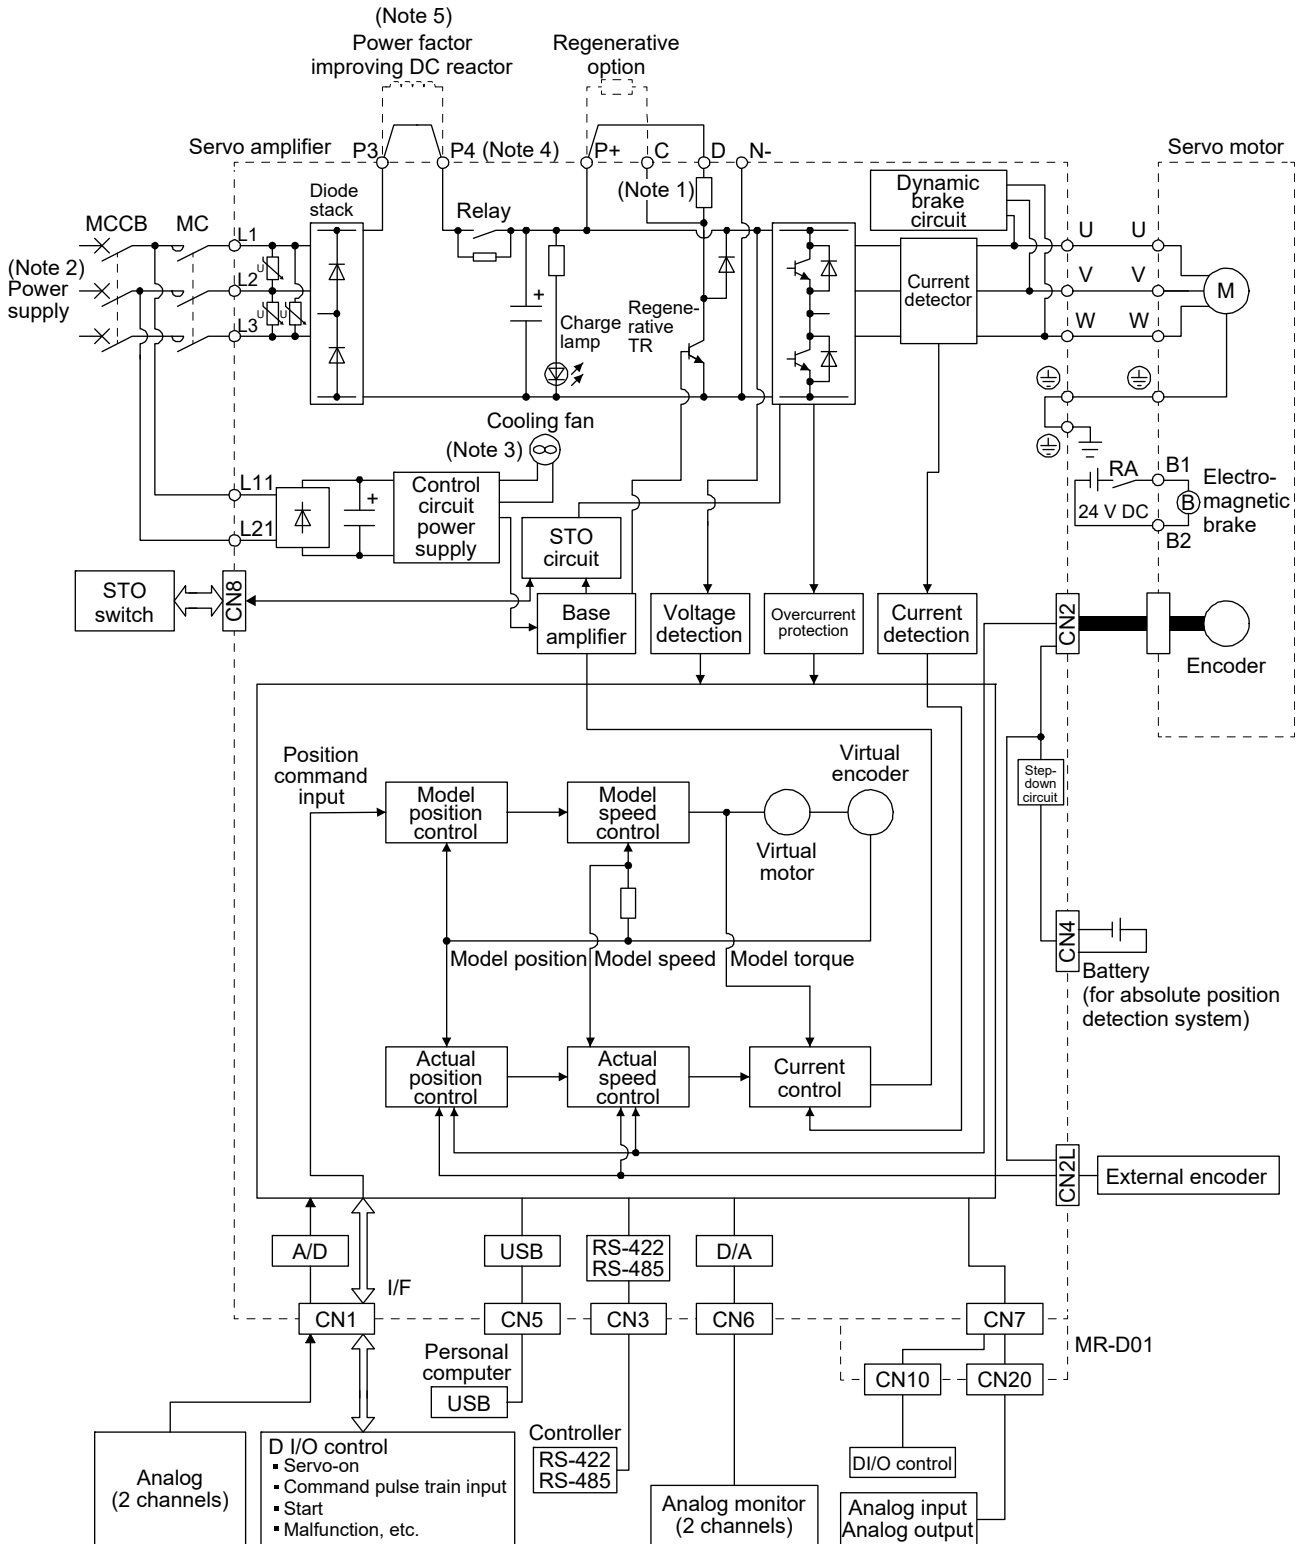 (Note 5)
Power factor
improving DC reactor
Regenerative
option
Servo amplifier
P3
P4 (Note 4)
P+
C
D
N-
Servo motor
Diode
stack
(Note 1)
Dynamic
brake
circuit
MCCB
MC
Relay
L1
U
U
(Note 2)
Power
supply
U
L2
Current
detector
V
V
M
U
U
L3
+
Charge
lamp
Regene-
rative
TR
W
W
Cooling fan
(Note 3)
L11
+
Control
circuit
power
supply
RA
B1
Electro-
magnetic
brake
B
24 V DC
B2
L21
STO
circuit
STO
switch
CN8
Base
amplifier
Voltage
detection
Overcurrent
protection
Current
detection
CN2
Encoder
Position
command
input
Virtual
encoder
Model
position
control
Model
speed
control
Virtual
motor
Step-
down
circuit
Model position
Model speed
Model torque
CN4
Battery
(for absolute position
detection system)
Actual
position
control
Actual
speed
control
Current
control
CN2L
External encoder
A/D
USB
RS-422
RS-485
D/A
I/F
CN1
CN5
CN3
CN6
CN7
MR-D01
Personal
computer
USB
CN10
CN20
Controller
RS-422
RS-485
Analog
(2 channels)
D I/O control
▪ Servo-on
▪ Command pulse train input
▪ Start
▪ Malfunction, etc.
Analog monitor
(2 channels)
DI/O control
Analog input
Analog output